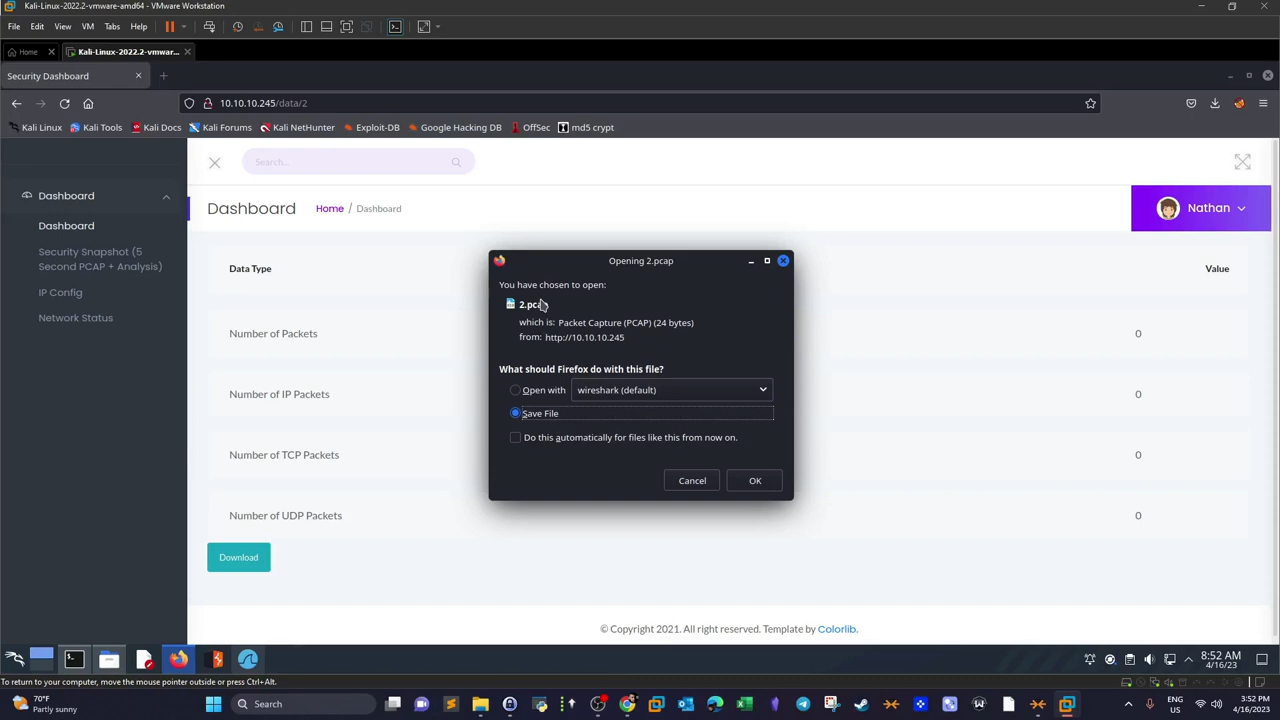 Kali-Linux-2022.2-vmware-amd64 - VMware Workstation
File Edit View VM Tabs Help
Home Kali-Linux-2022.2-vmwar...
Security Dashboard
10.10.10.245/data/2
Kali Linux Kali Tools Kali Docs Kali Forums Kali NetHunter Exploit-DB Google Hacking DB OffSec md5 crypt
Search...
Dashboard
Dashboard
Security Snapshot (5
Second PCAP + Analysis)
IP Config
Network Status
Dashboard Home / Dashboard
Nathan
Data Type Value
Number of Packets 0
Number of IP Packets 0
Number of TCP Packets 0
Number of UDP Packets 0
Download
Opening 2.pcap
You have chosen to open:
2.pcap
which is: Packet Capture (PCAP) (24 bytes)
from: http://10.10.10.245
What should Firefox do with this file?
Open with wireshark (default)
Save File
Do this automatically for files like this from now on.
Cancel OK
© Copyright 2021. All right reserved. Template by Colorlib.
8:52 AM
4/16/23
To return to your computer, move the mouse pointer outside or press Ctrl+Alt.
70°F
Partly sunny
Search
ENG
US
3:52 PM
4/16/2023